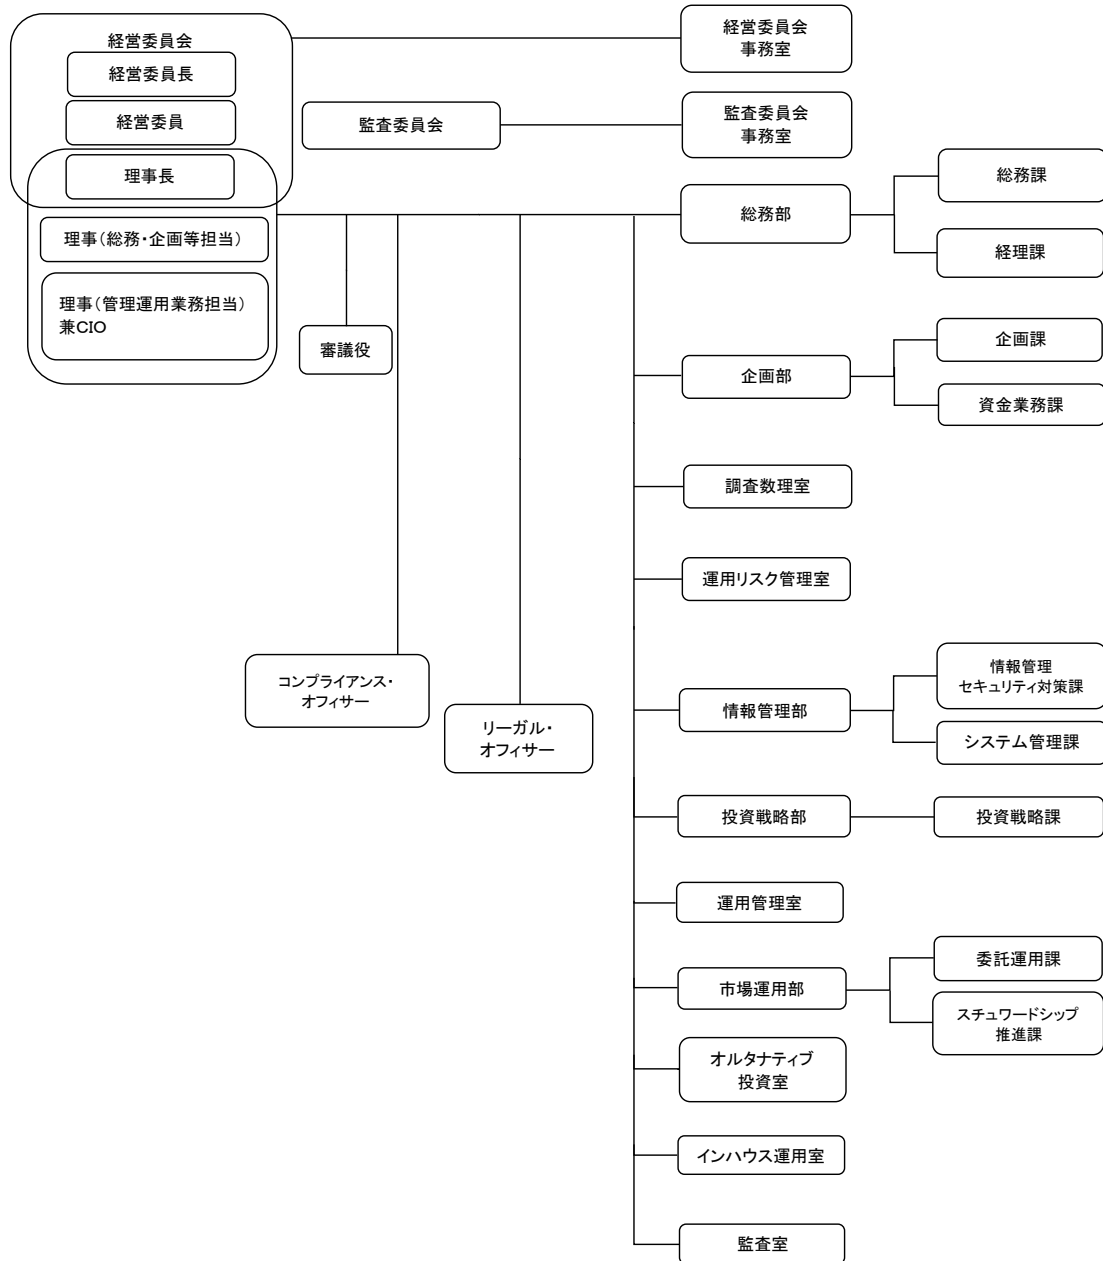 経営委員会
経営委員長
経営委員
理事長
理事（総務・企画等担当）
理事（管理運用業務担当）
兼CIO
監査委員会
経営委員会
事務室
監査委員会
事務室
総務部
総務課
経理課
審議役
企画部
企画課
資金業務課
調査数理室
運用リスク管理室
コンプライアンス・
オフィサー
リーガル・
オフィサー
情報管理部
情報管理
セキュリティ対策課
システム管理課
投資戦略部
投資戦略課
運用管理室
市場運用部
委託運用課
スチュワードシップ
推進課
オルタナティブ
投資室
インハウス運用室
監査室